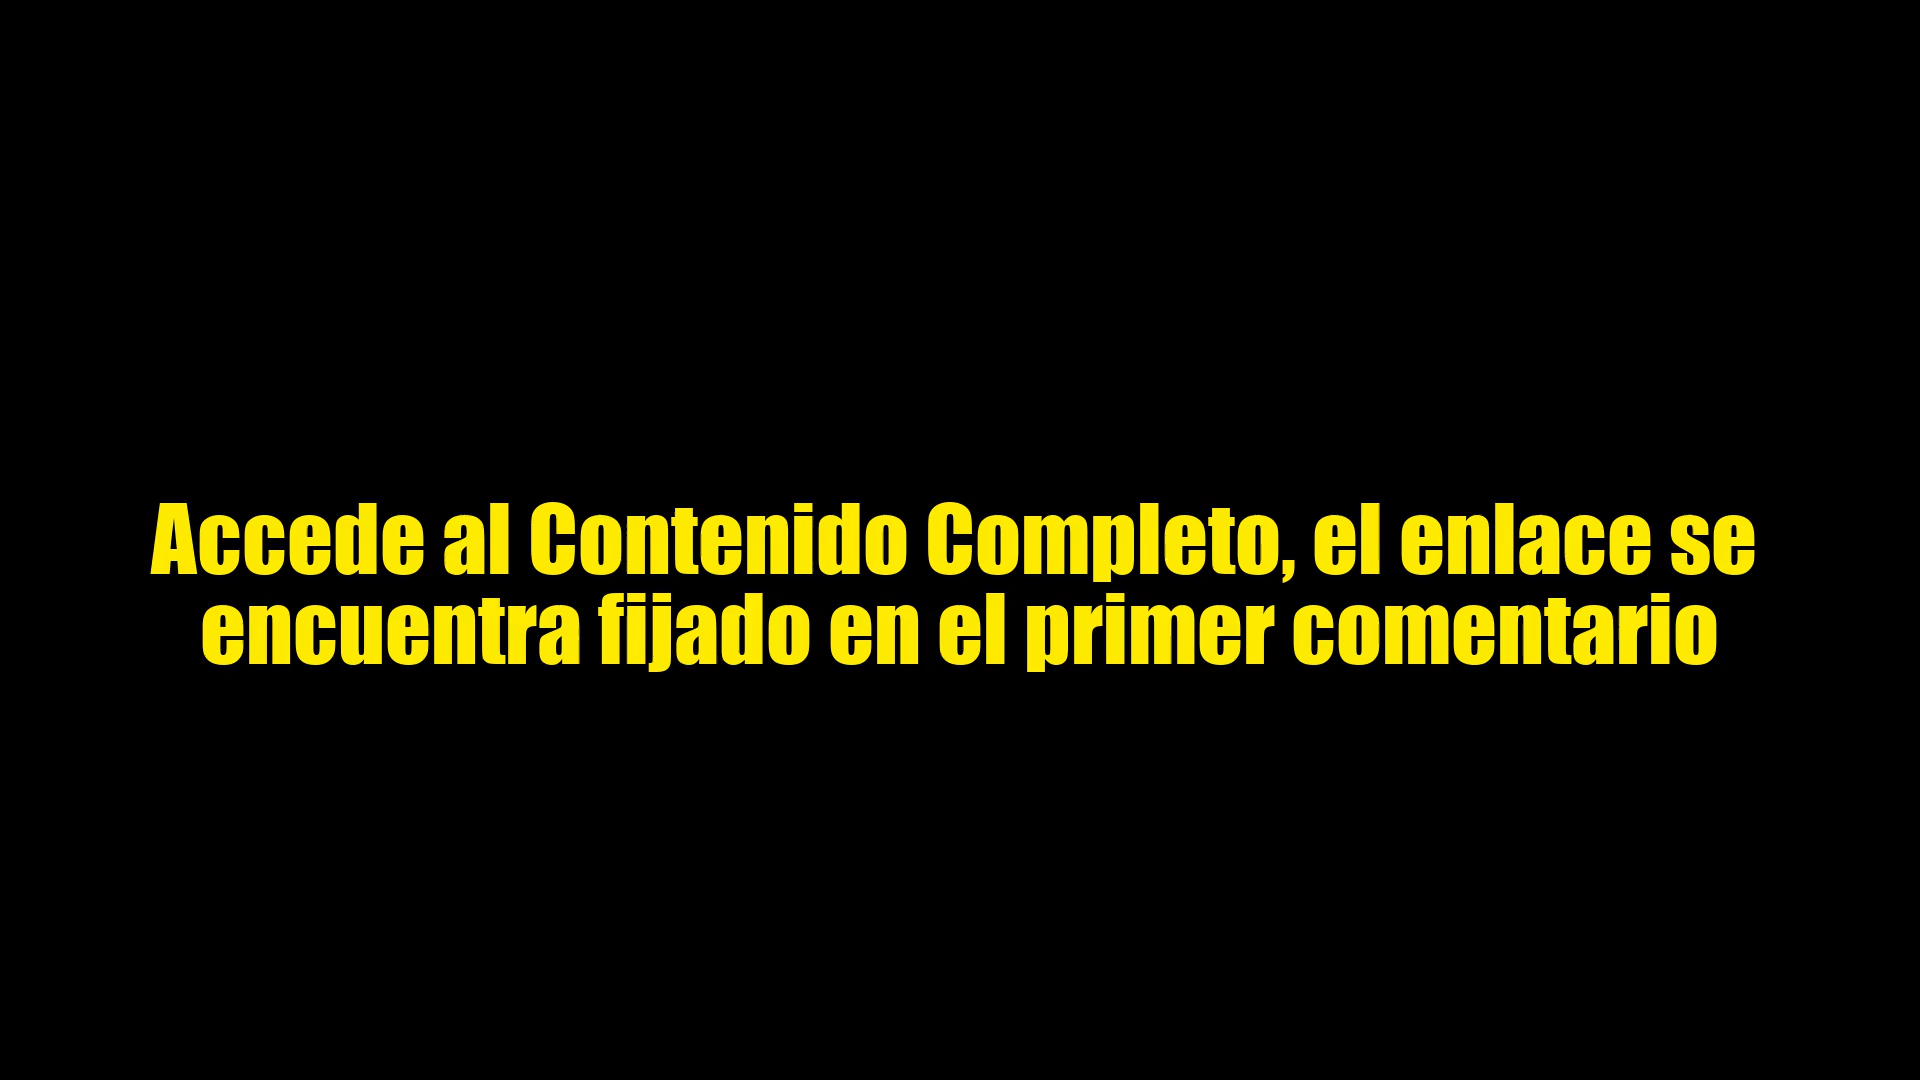 Accede al Contenido Completo, el enlace se
encuentra fijado en el primer comentario